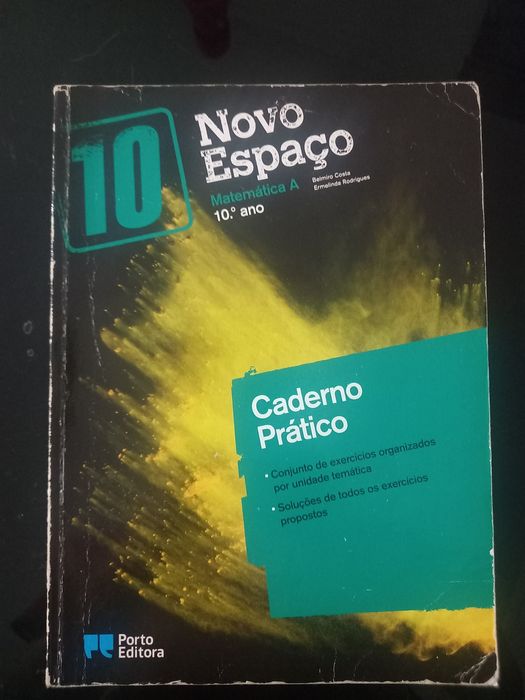 10
Novo
Espaço
Matemática A
10.º ano
Belmiro Costa
Ermelinda Rodrigues
Caderno
Prático
• Conjunto de exercícios organizados
por unidade temática
• Soluções de todos os exercícios
propostos
Porto
Editora